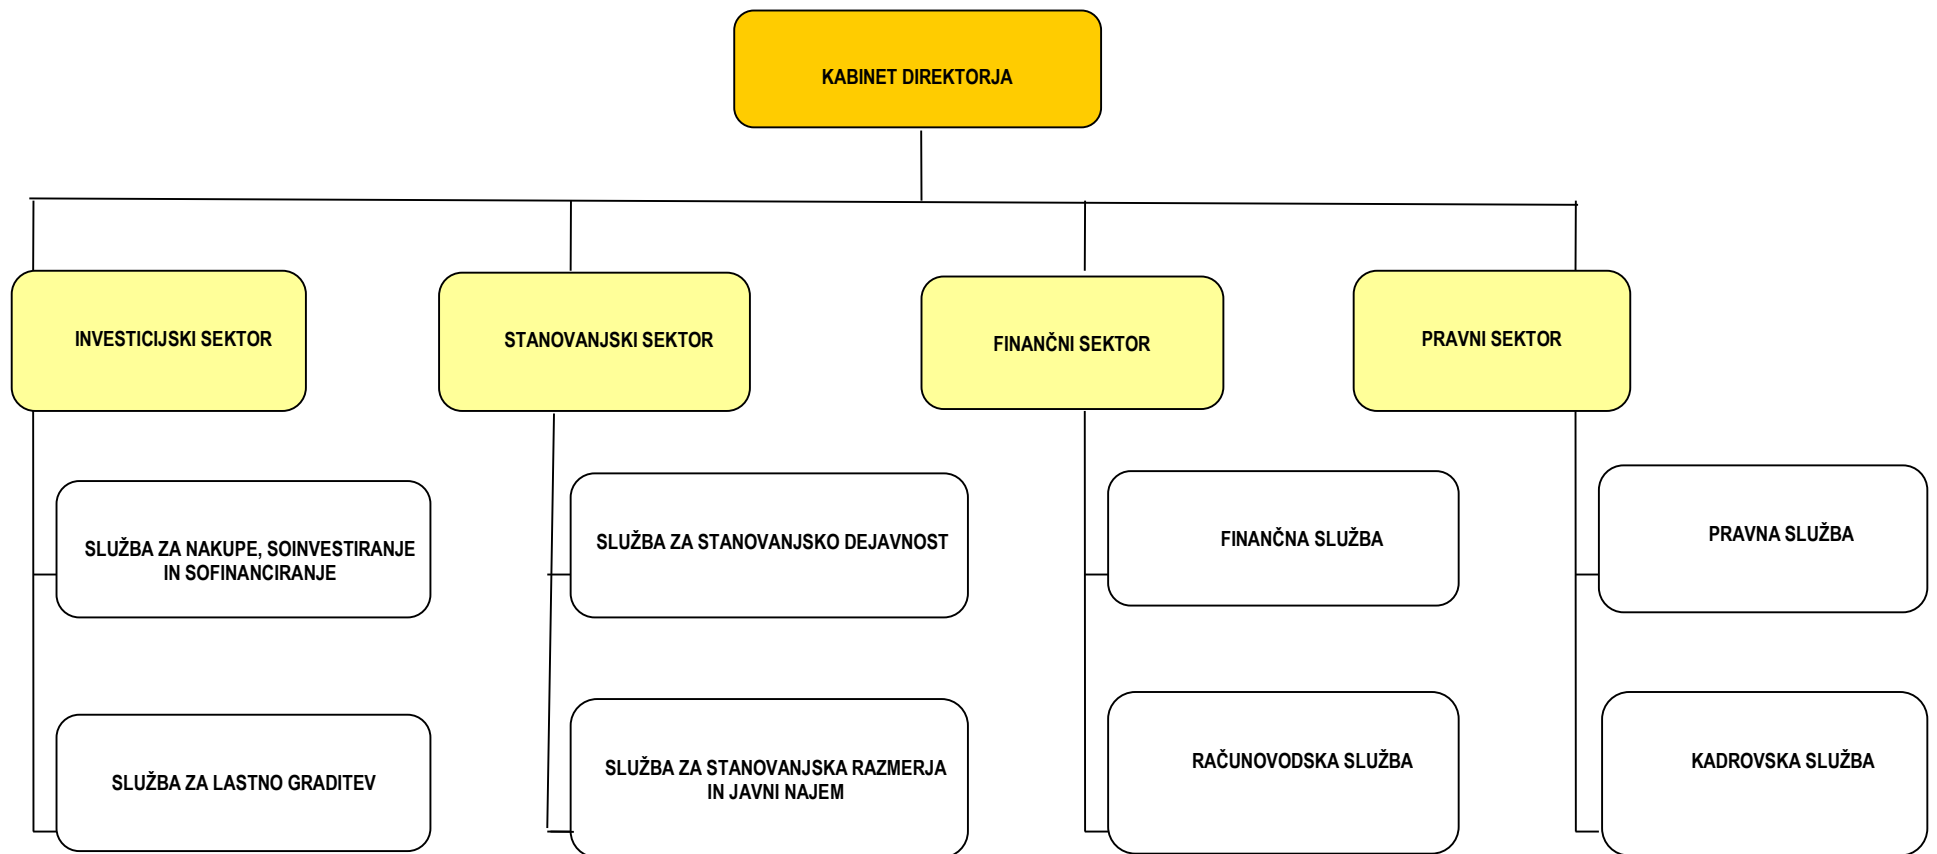 KABINET DIREKTORJA
INVESTICIJSKI SEKTOR
STANOVANJSKI SEKTOR
FINANČNI SEKTOR
PRAVNI SEKTOR
SLUŽBA ZA NAKUPE, SOINVESTIRANJE
IN SOFINANCIRANJE
SLUŽBA ZA STANOVANJSKO DEJAVNOST
FINANČNA SLUŽBA
PRAVNA SLUŽBA
SLUŽBA ZA LASTNO GRADITEV
SLUŽBA ZA STANOVANJSKA RAZMERJA
IN JAVNI NAJEM
RAČUNOVODSKA SLUŽBA
KADROVSKA SLUŽBA